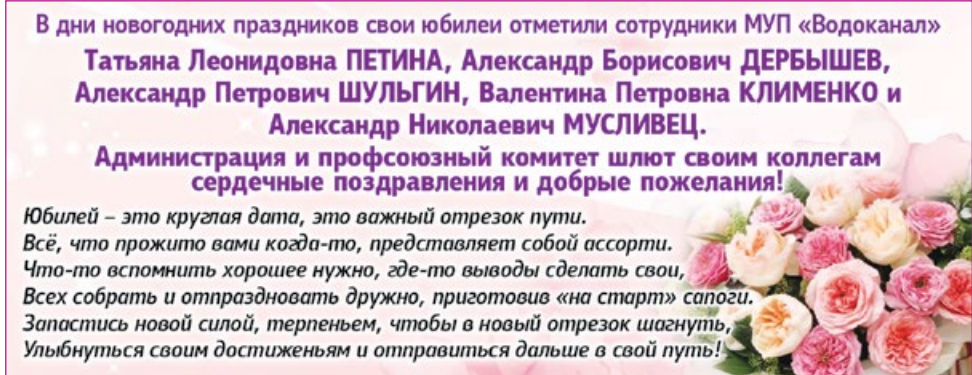 В дни новогодних праздников свои юбилеи отметили сотрудники МУП «Водоканал»
Татьяна Леонидовна ПЕТИНА, Александр Борисович ДЕРБЫШЕВ,
Александр Петрович ШУЛЬГИН, Валентина Петровна КЛИМЕНКО и
Александр Николаевич МУСЛИВЕЦ.
Администрация и профсоюзный комитет шлют своим коллегам
сердечные поздравления и добрые пожелания!
Юбилей – это круглая дата, это важный отрезок пути.
Всё, что прожито вами когда-то, представляет собой ассорти.
Что-то вспомнить хорошее нужно, где-то выводы сделать свои,
Всех собрать и отпраздновать дружно, приготовив «на старт» сапоги.
Запастись новой силой, терпеньем, чтобы в новый отрезок шагнуть,
Улыбнуться своим достиженьям и отправиться дальше в свой путь!